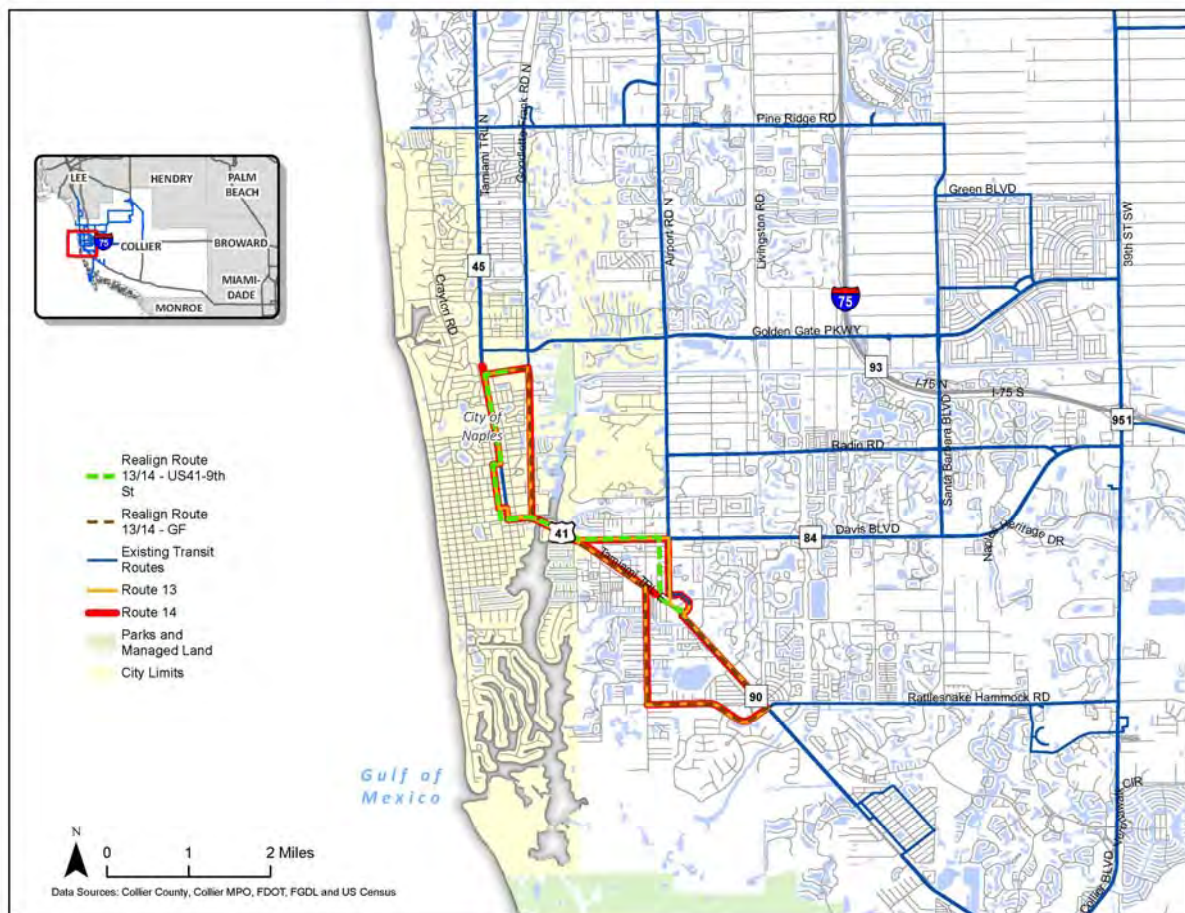 LEE
HENDRY
PALM
BEACH
75
COLLIER
BROWARD
MIAMI-
DADE
MONROE
Tamiami TRL N
Goodlette Frank RD N
Pine Ridge RD
Airport RD N
Livingston RD
Green BLVD
39th ST SW
45
Crayton RD
75
Golden Gate PKWY
93
I-75 N
I-75 S
951
City of
Naples
Santa Barbara BLVD
Radio RD
41
Davis BLVD
84
Naples Heritage DR
Tamiami TRL E
90
Rattlesnake Hammock RD
Collier BLVD
CIR
Realign Route
13/14 - US41-9th
St
Realign Route
13/14 - GF
Existing Transit
Routes
Route 13
Route 14
Parks and
Managed Land
City Limits
Gulf of
Mexico
N
0 1 2 Miles
Data Sources: Collier County, Collier MPO, FDOT, FGDL and US Census